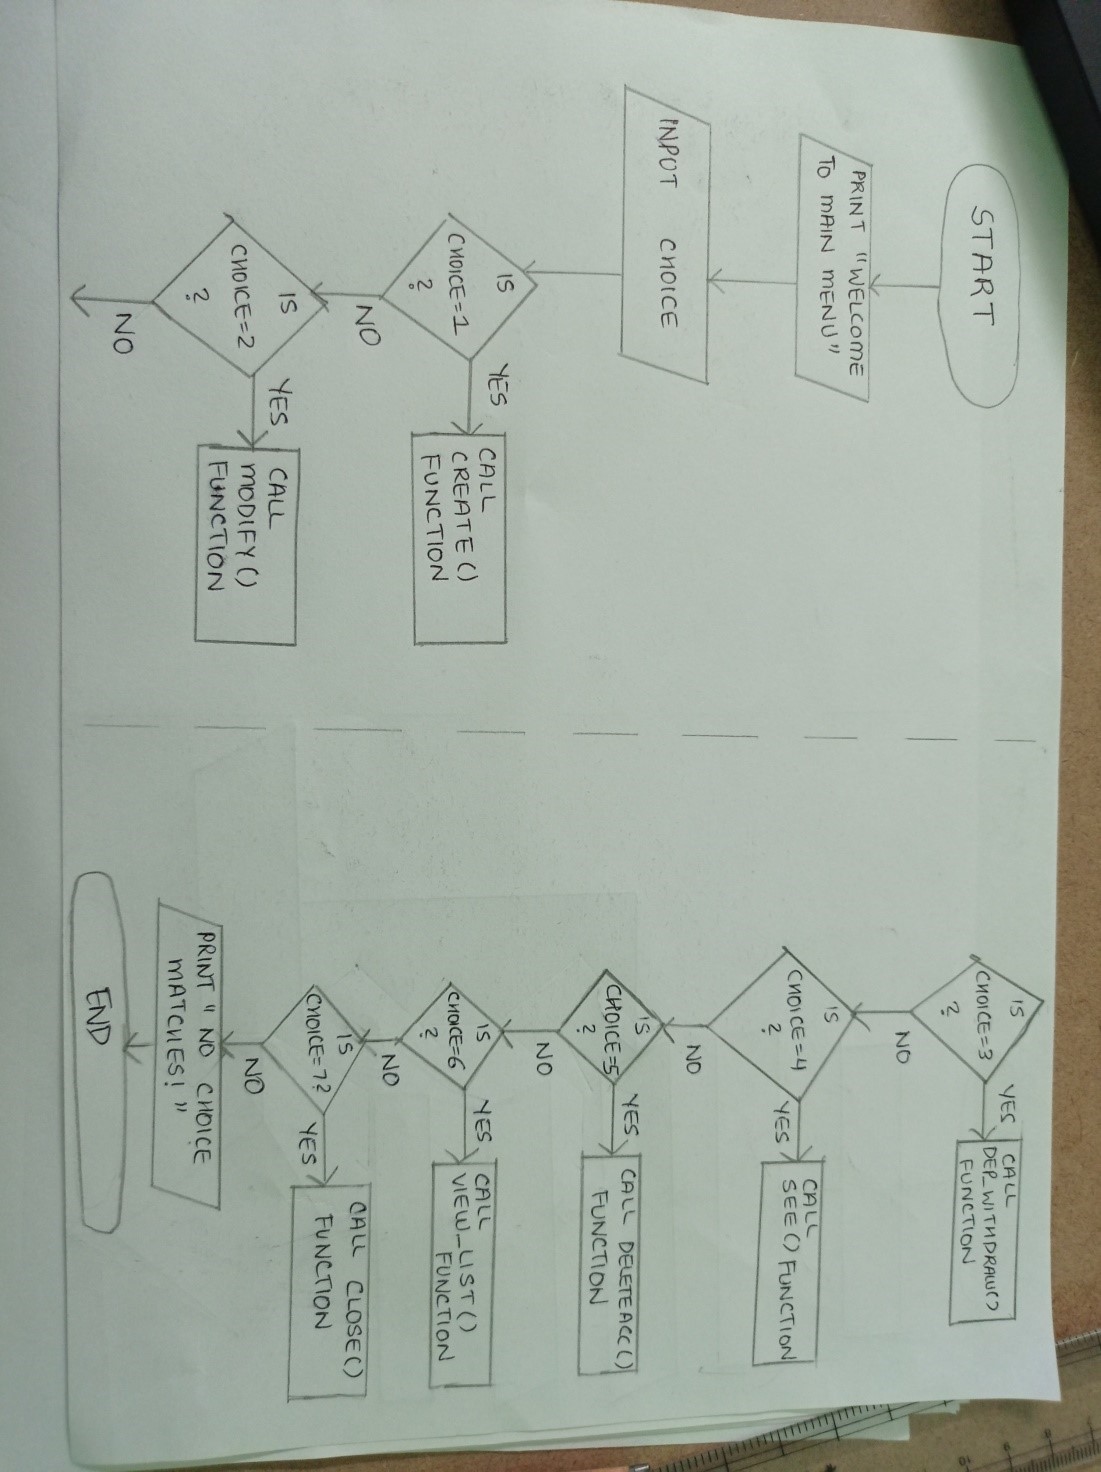 START
PRINT "WELCOME
TO MAIN MENU"
INPUT CHOICE
IS
CHOICE=1
?
YES
CALL
CREATE()
FUNCTION
NO
IS
CHOICE=2
?
YES
CALL
MODIFY()
FUNCTION
NO
IS
CHOICE=3
?
YES
CALL
DEP_WITHDRAW()
FUNCTION
NO
IS
CHOICE=4
?
YES
CALL
SEE() FUNCTION
NO
IS
CHOICE=5
?
YES
CALL DELETEACC()
FUNCTION
NO
IS
CHOICE=6
?
YES
CALL
VIEW_LIST()
FUNCTION
NO
IS
CHOICE=7?
YES
CALL CLOSE()
FUNCTION
NO
PRINT " NO CHOICE
MATCHES! "
END